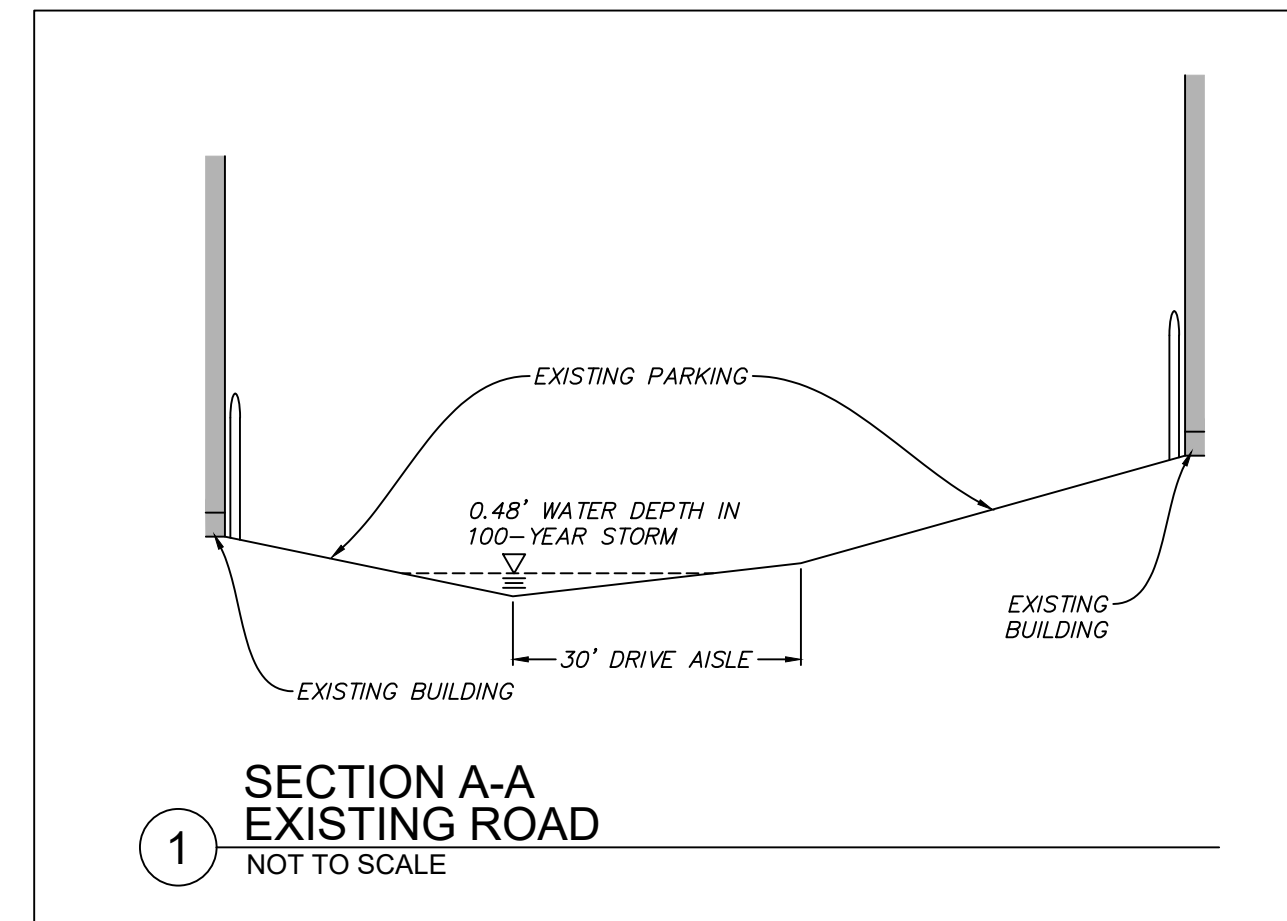 EXISTING PARKING
0.48' WATER DEPTH IN
100-YEAR STORM
EXISTING
BUILDING
30' DRIVE AISLE
EXISTING BUILDING
SECTION A-A
EXISTING ROAD
1
NOT TO SCALE